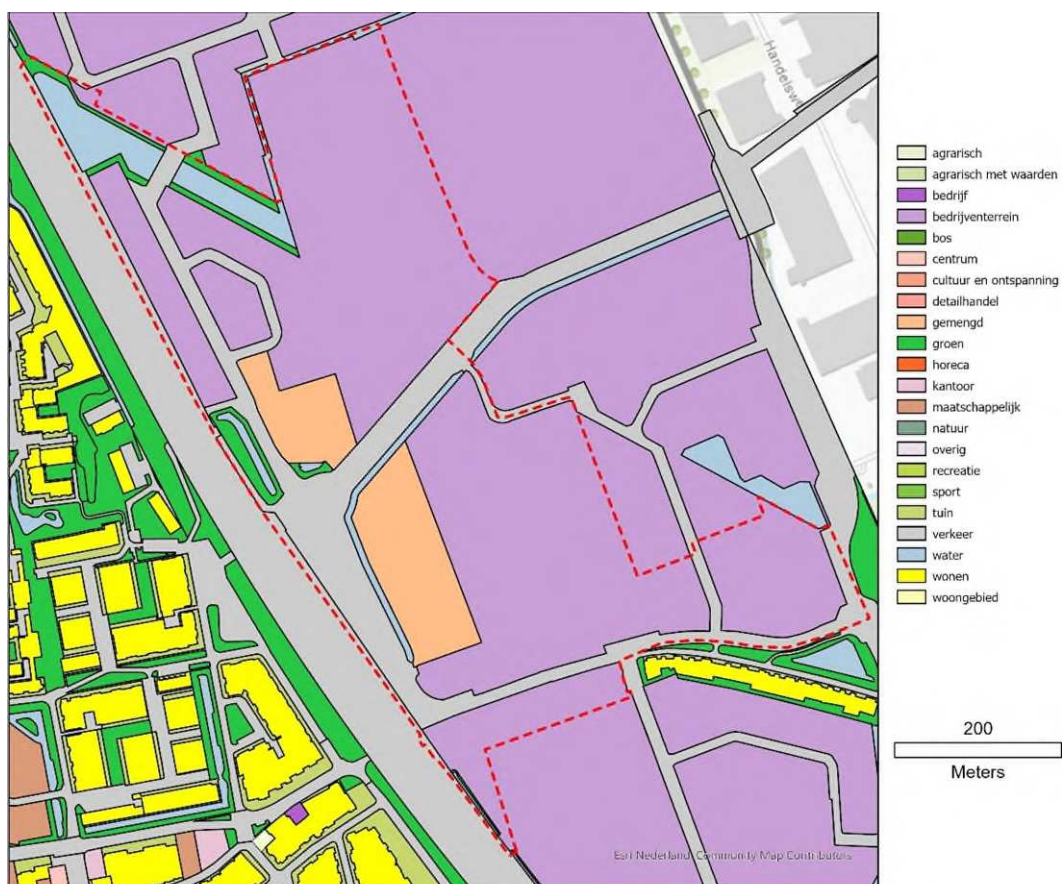 Handelsw
agrarisch
agrarisch met waarden
bedrijf
bedrijventerrein
bos
centrum
cultuur en ontspanning
detailhandel
gemengd
groen
horeca
kantoor
maatschappelijk
natuur
overig
recreatie
sport
tuin
verkeer
water
wonen
woongebied
200
Meters
Esri Nederland, Community Map Contributors